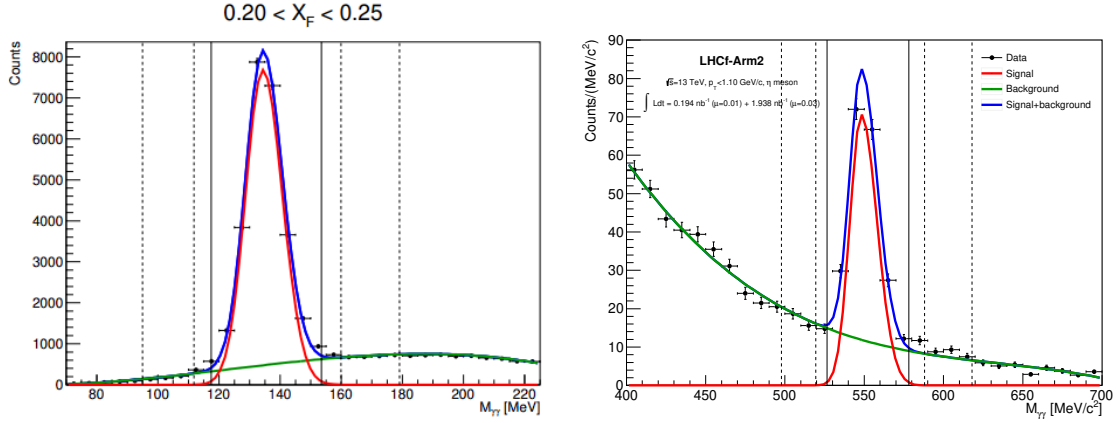 0.20 < X_F < 0.25
Counts
8000
7000
6000
5000
4000
3000
2000
1000
0
80 100 120 140 160 180 200 220
M_γγ [MeV]
Counts/(MeV/c²)
90
80
70
60
50
40
30
20
10
0
LHCf-Arm2
√s=13 TeV, p_T<1.10 GeV/c, η meson
∫ Ldt = 0.194 nb⁻¹ (μ=0.01) + 1.938 nb⁻¹ (μ=0.03)
Data
Signal
Background
Signal+background
400 450 500 550 600 650 700
M_γγ [MeV/c²]